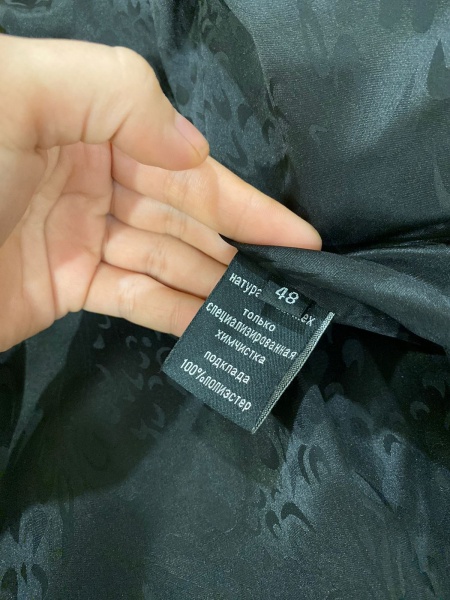 48
только
специализированная
химчистка
подклада
100%полиэстер